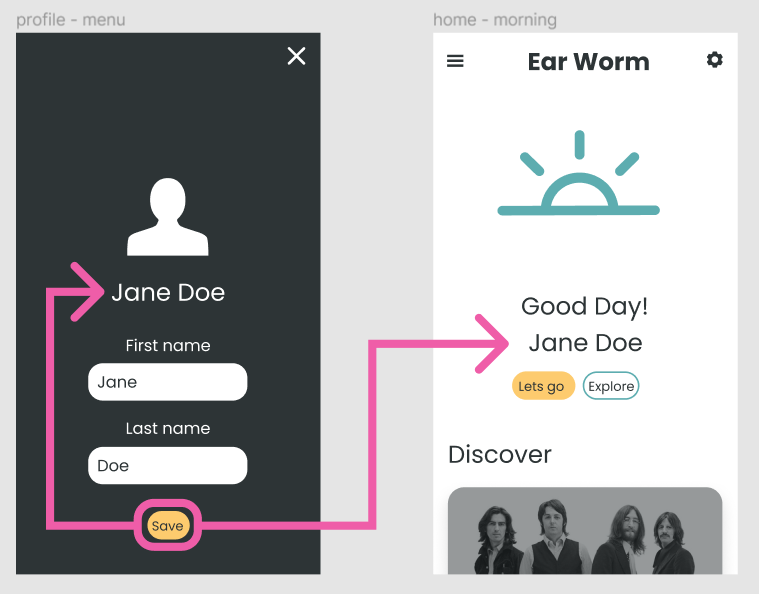 profile - menu
Jane Doe
First name
Jane
Last name
Doe
Save
home - morning
Ear Worm
Good Day!
Jane Doe
Lets go
Explore
Discover